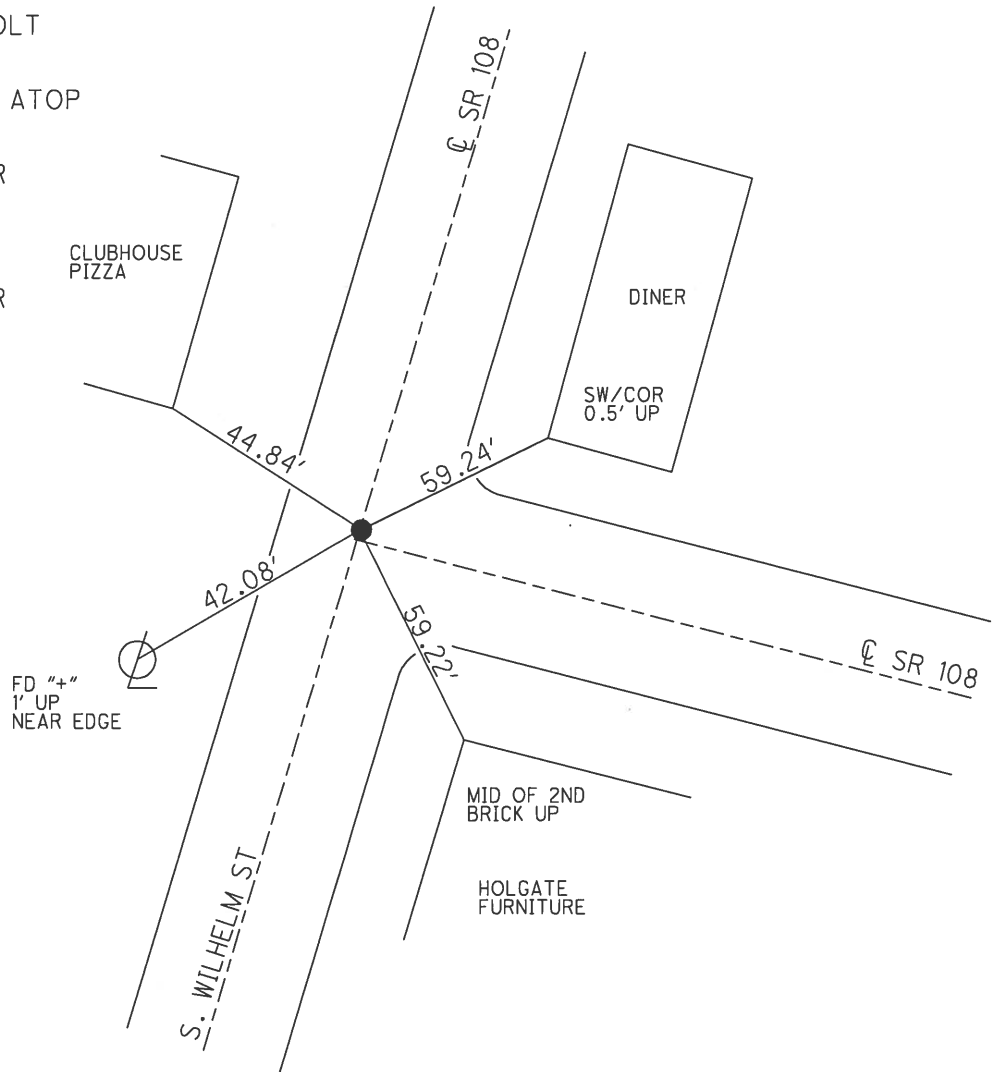 ATOP
℄ SR 108
CLUBHOUSE
PIZZA
DINER
SW/COR
0.5' UP
44.84'
59.24'
42.08'
59.22'
℄ SR 108
FD "+"
1' UP
NEAR EDGE
MID OF 2ND
BRICK UP
HOLGATE
FURNITURE
S. WILHELM ST